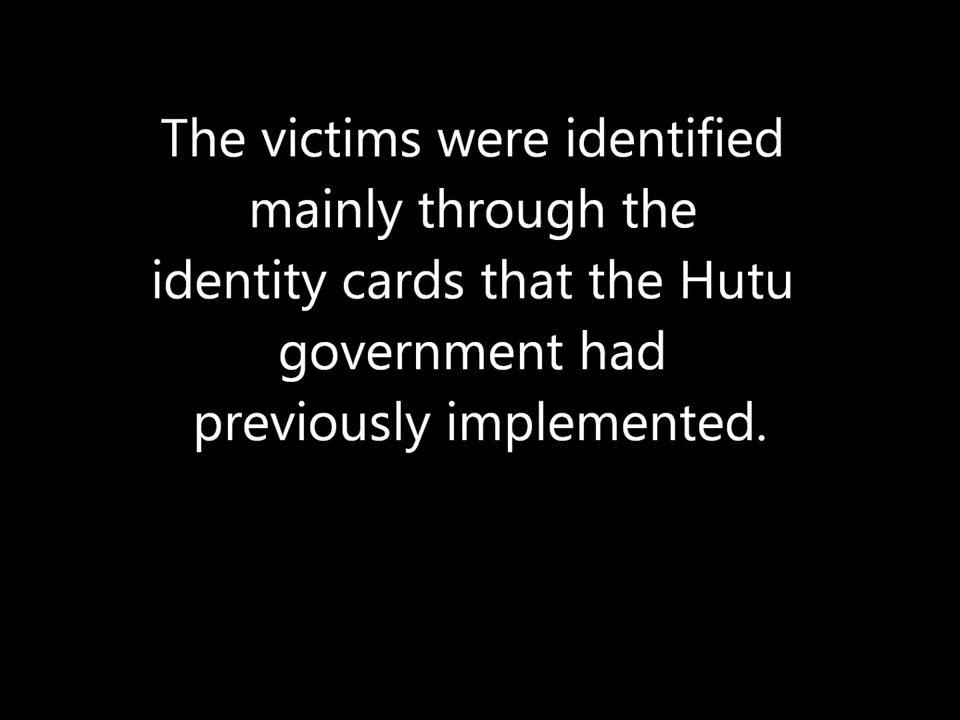 The victims were identified
mainly through the
identity cards that the Hutu
government had
previously implemented.